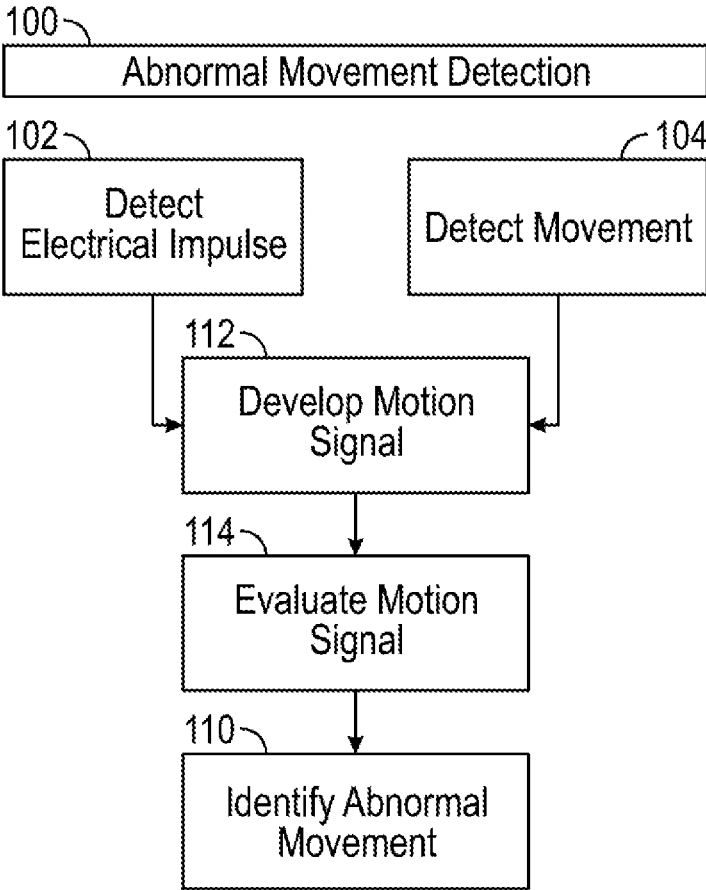 100
Abnormal Movement Detection
102
Detect
Electrical Impulse
104
Detect Movement
112
Develop Motion
Signal
114
Evaluate Motion
Signal
110
Identify Abnormal
Movement